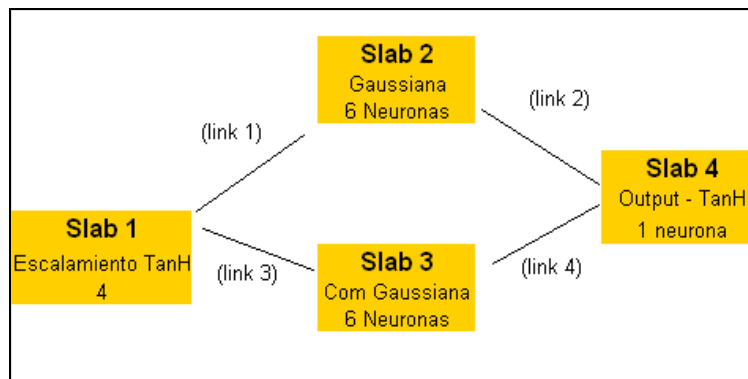 Slab 2
Gaussiana
6 Neuronas
(link 1)
(link 2)
Slab 1
Escalamiento TanH
4
Slab 4
Output - TanH
1 neurona
(link 3)
(link 4)
Slab 3
Com Gaussiana
6 Neuronas